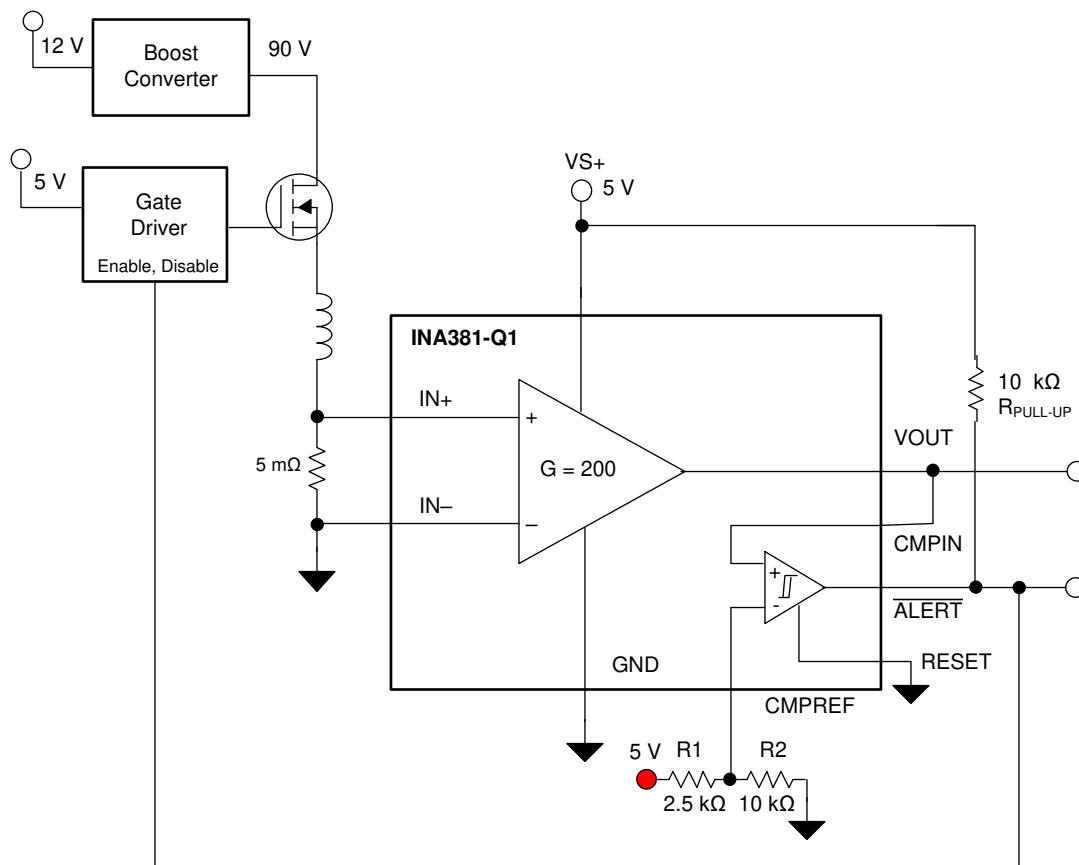 12 V
Boost
Converter
90 V
5 V
Gate
Driver
Enable, Disable
VS+
5 V
INA381-Q1
IN+
5 mΩ
IN–
+
–
G = 200
10 kΩ
RPULL-UP
VOUT
CMPIN
+
-
ALERT
RESET
GND
CMPREF
5 V
R1
R2
2.5 kΩ
10 kΩ